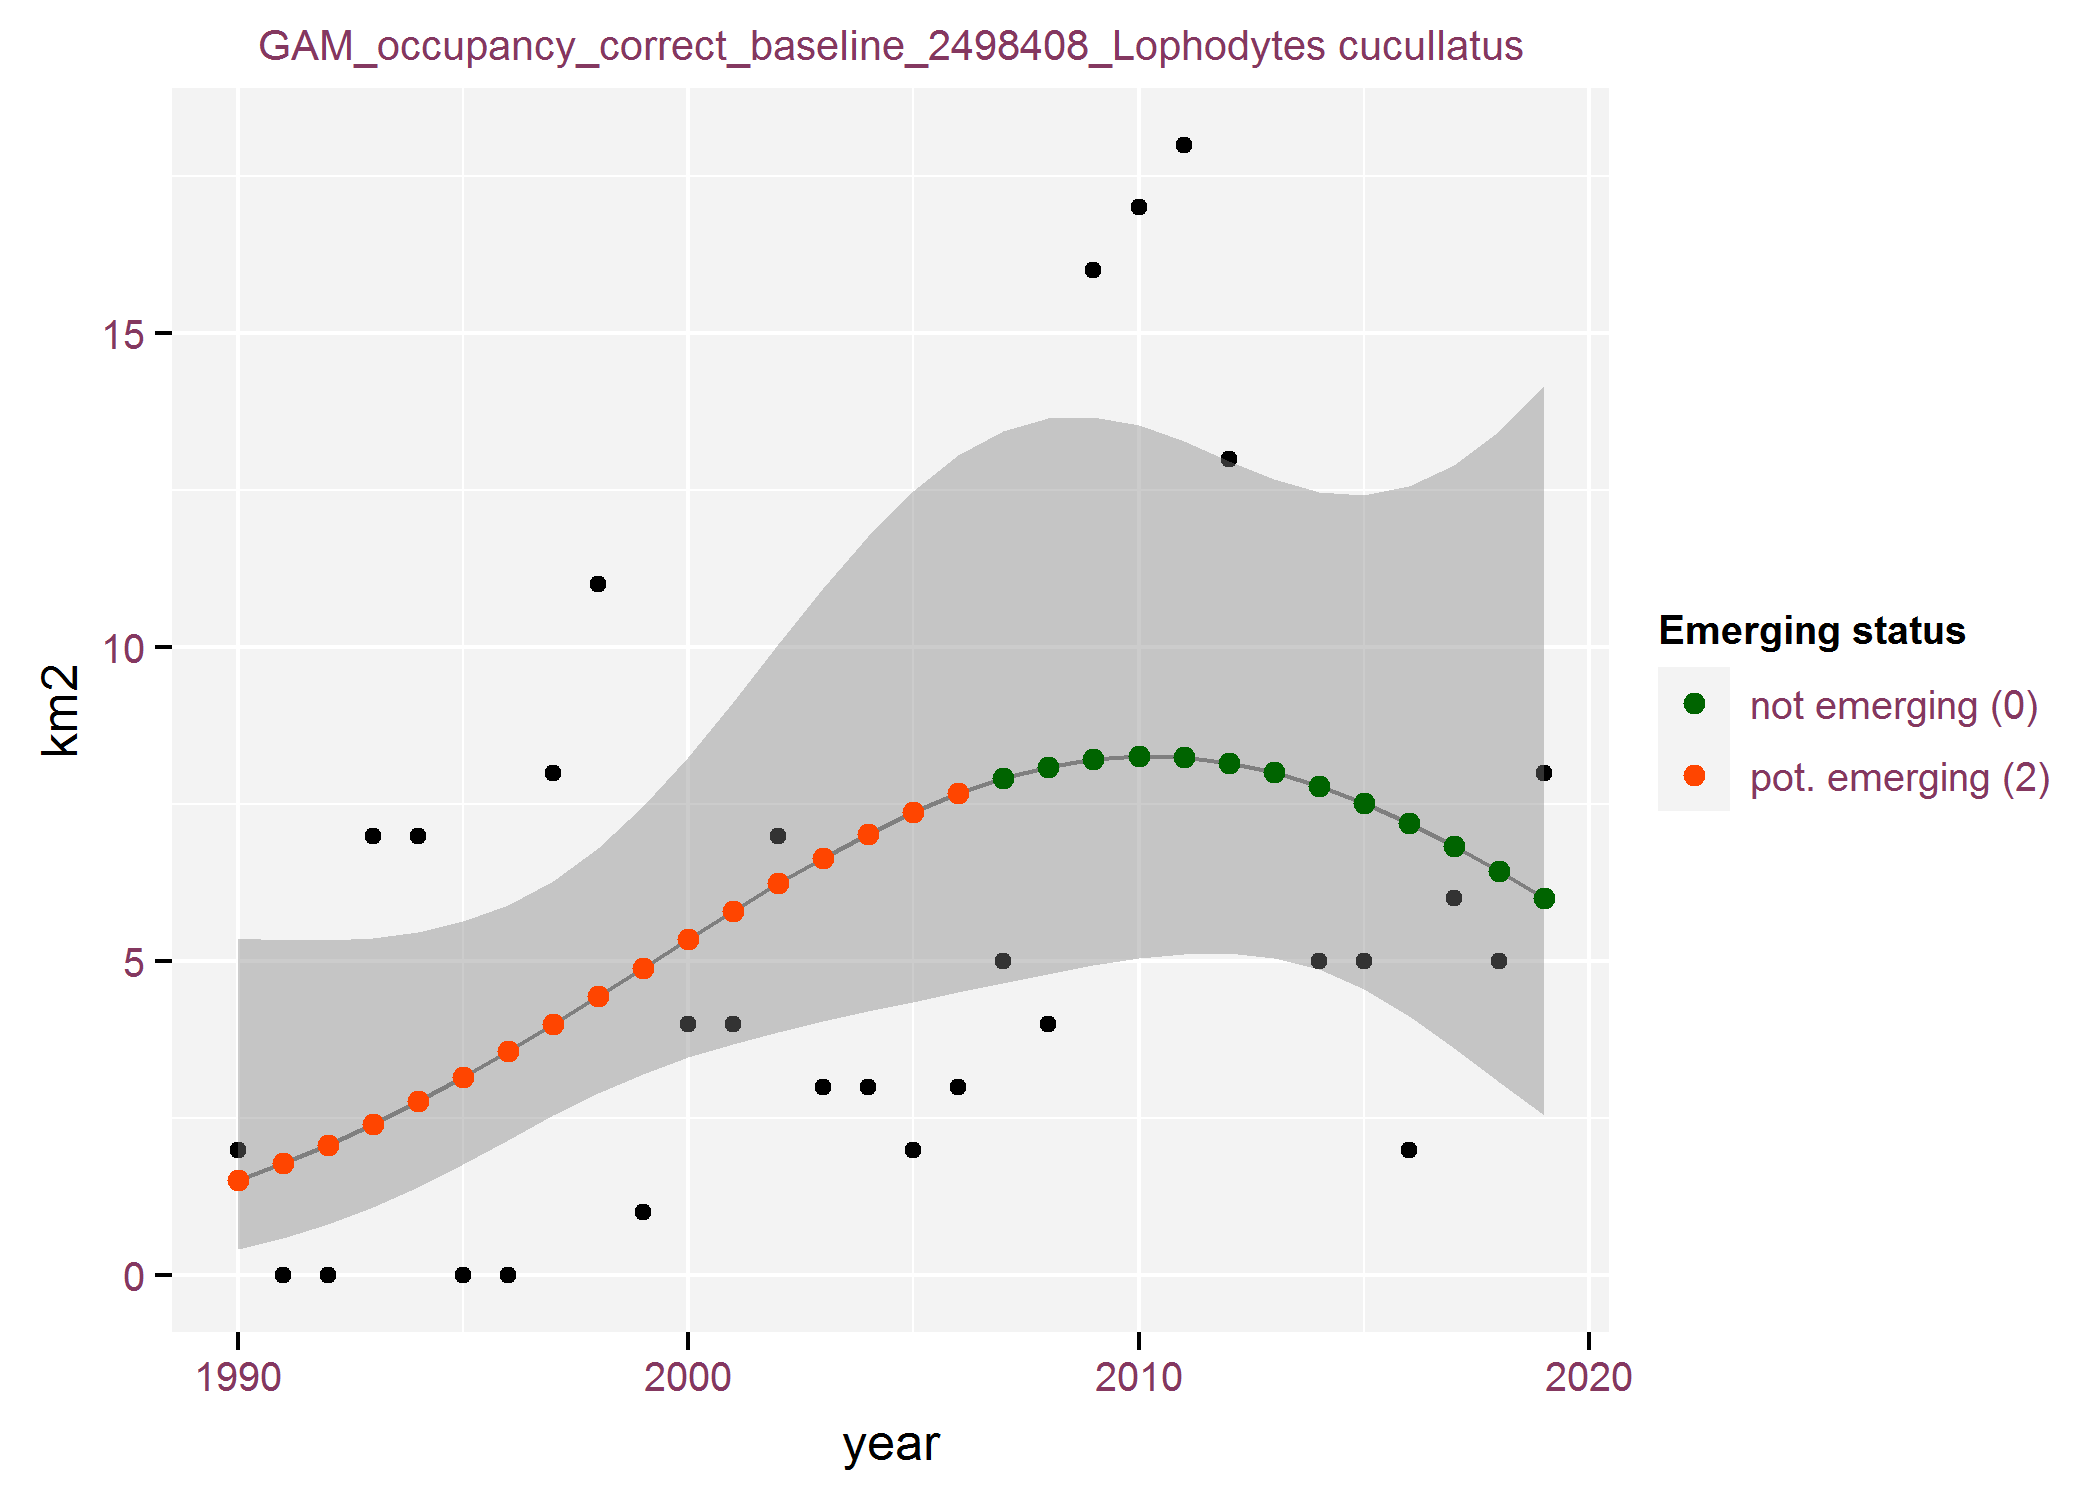 GAM_occupancy_correct_baseline_2498408_Lophodytes cucullatus
15
10
5
0
km2
1990 2000 2010 2020
year
Emerging status
not emerging (0)
pot. emerging (2)